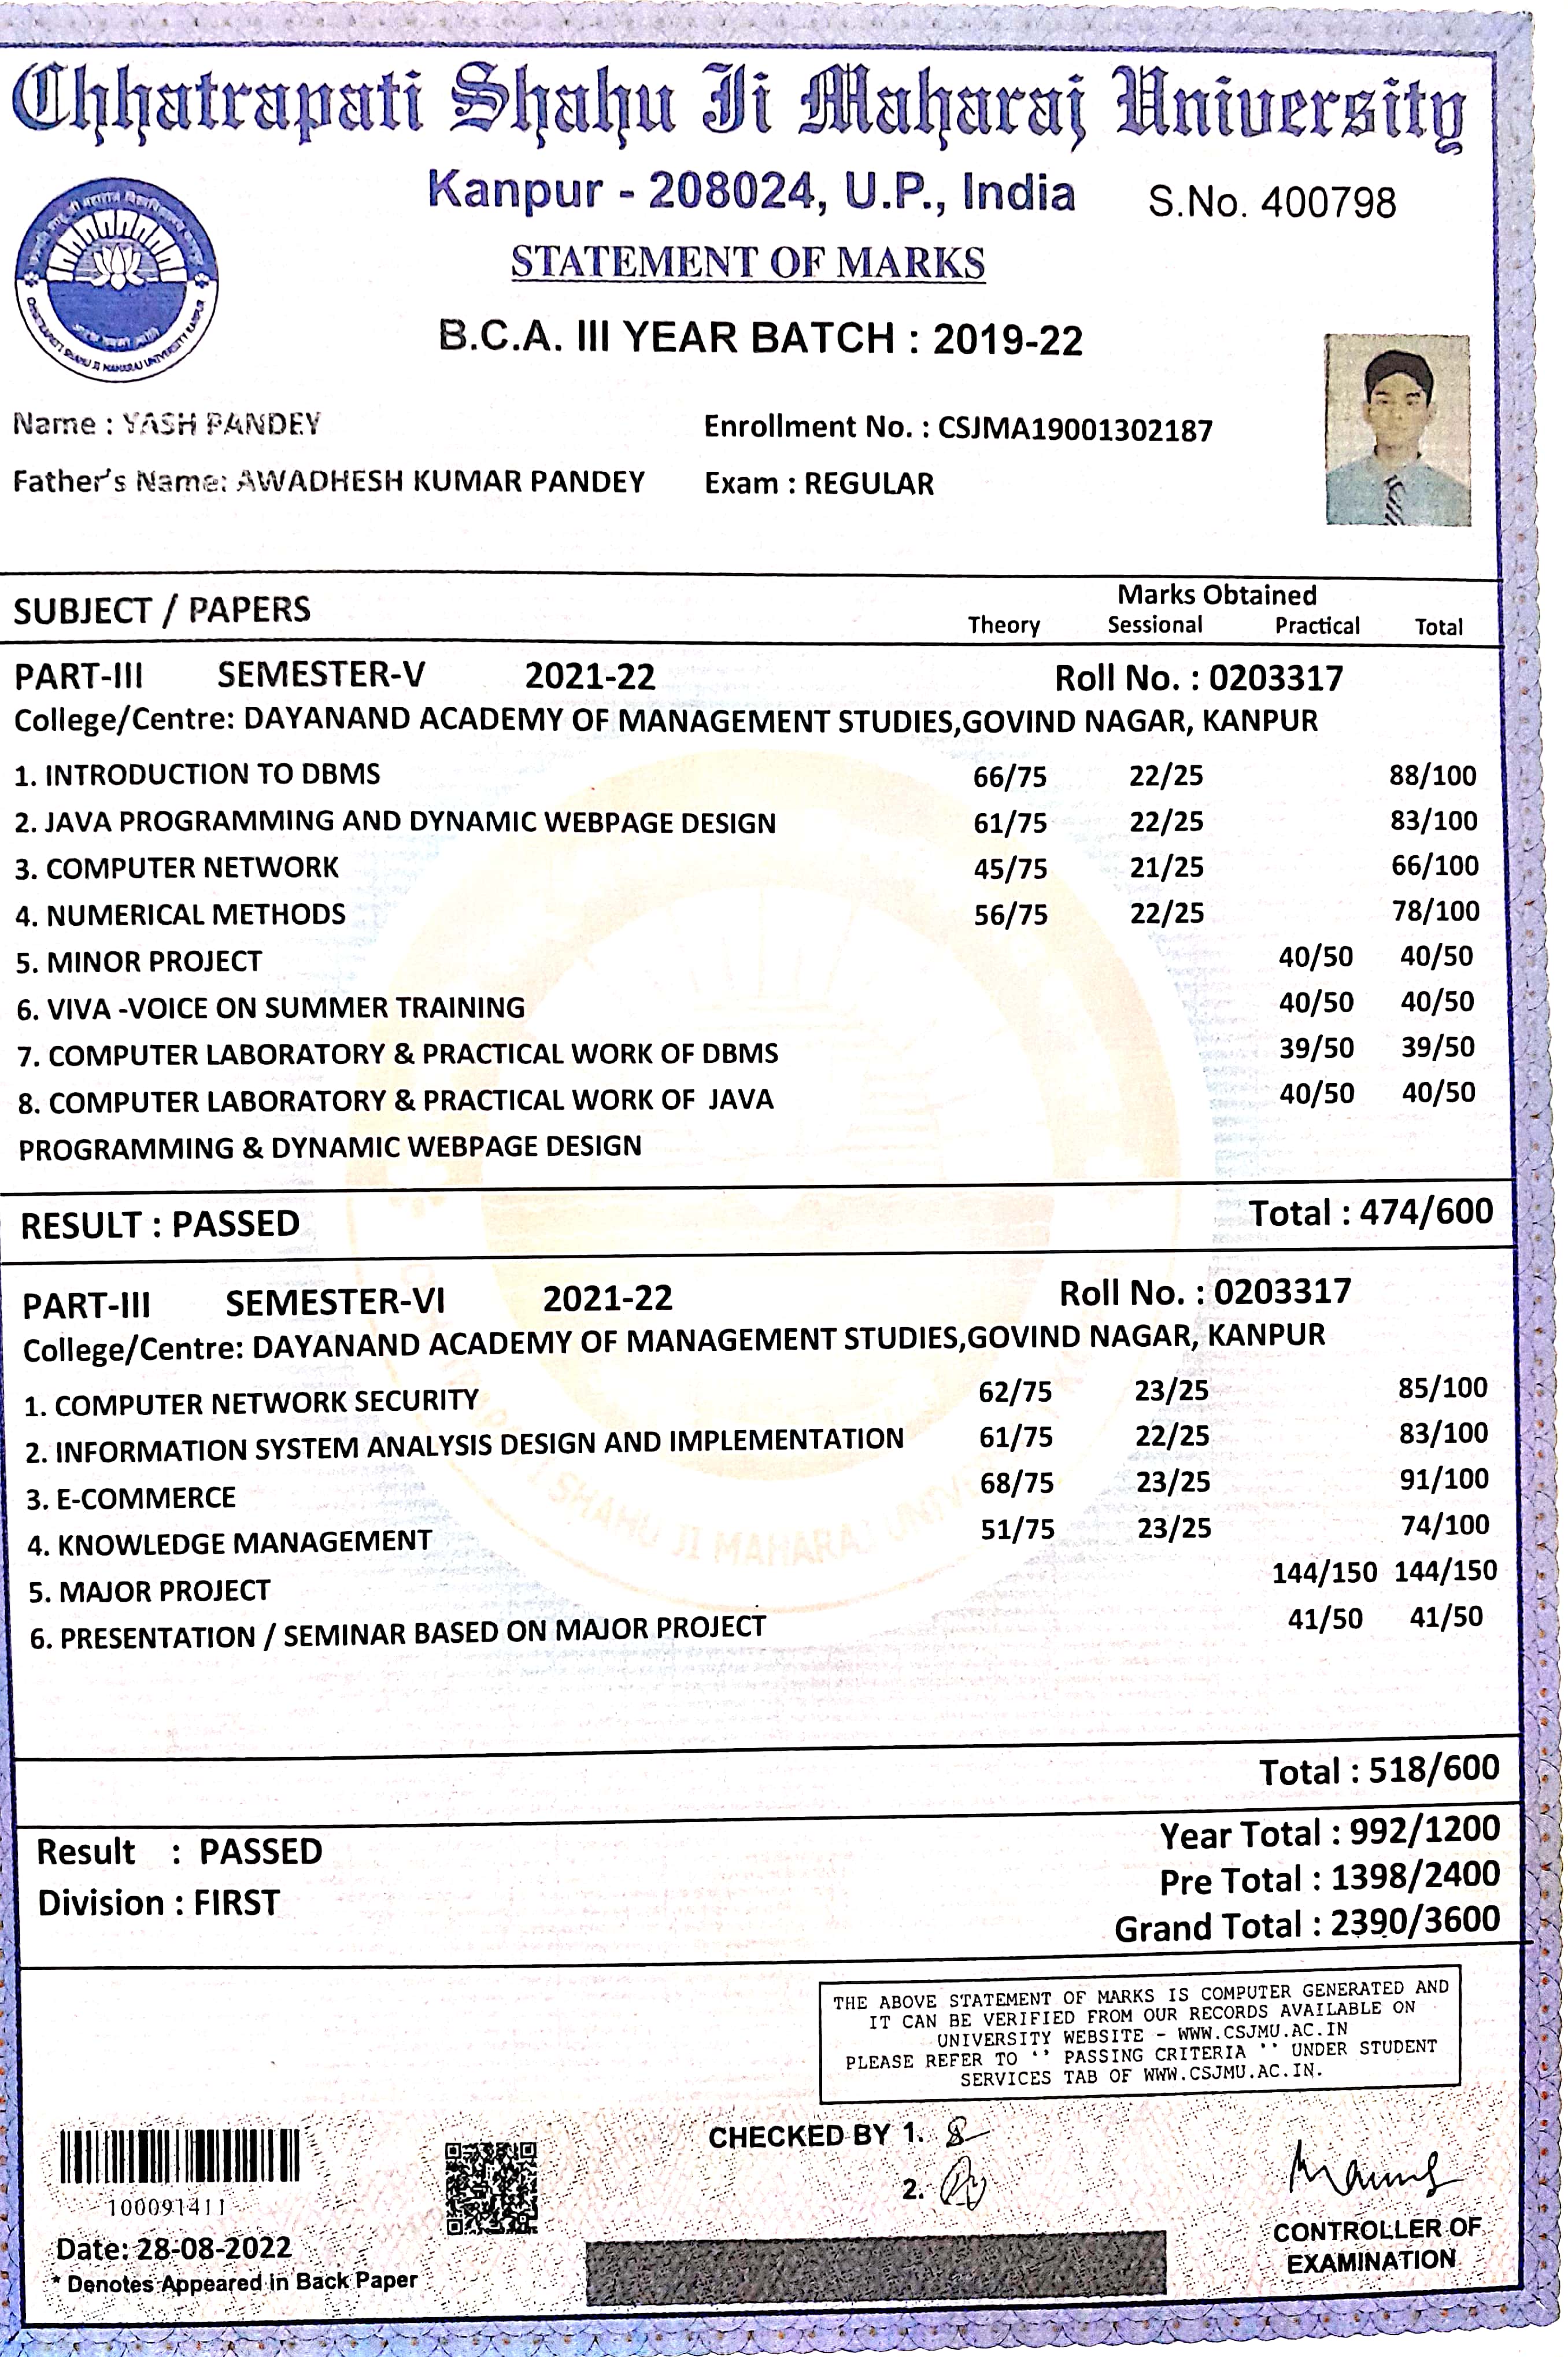 Chhatrapati Shahu Ji Maharaj University
Kanpur - 208024, U.P., India
S.No. 400798
STATEMENT OF MARKS
B.C.A. III YEAR BATCH : 2019-22
CHHATRAPATI SHAHU JI MAHARAJ UNIVERSITY KANPUR
Name : YASH PANDEY
Enrollment No. : CSJMA19001302187
Father's Name: AWADHESH KUMAR PANDEY
Exam : REGULAR
SUBJECT / PAPERS
Marks Obtained
Theory Sessional Practical Total
PART-III SEMESTER-V 2021-22 Roll No. : 0203317
College/Centre: DAYANAND ACADEMY OF MANAGEMENT STUDIES,GOVIND NAGAR, KANPUR
1. INTRODUCTION TO DBMS 66/75 22/25 88/100
2. JAVA PROGRAMMING AND DYNAMIC WEBPAGE DESIGN 61/75 22/25 83/100
3. COMPUTER NETWORK 45/75 21/25 66/100
4. NUMERICAL METHODS 56/75 22/25 78/100
5. MINOR PROJECT 40/50 40/50
6. VIVA -VOICE ON SUMMER TRAINING 40/50 40/50
7. COMPUTER LABORATORY & PRACTICAL WORK OF DBMS 39/50 39/50
8. COMPUTER LABORATORY & PRACTICAL WORK OF JAVA 40/50 40/50
PROGRAMMING & DYNAMIC WEBPAGE DESIGN
RESULT : PASSED Total : 474/600
PART-III SEMESTER-VI 2021-22 Roll No. : 0203317
College/Centre: DAYANAND ACADEMY OF MANAGEMENT STUDIES,GOVIND NAGAR, KANPUR
1. COMPUTER NETWORK SECURITY 62/75 23/25 85/100
2. INFORMATION SYSTEM ANALYSIS DESIGN AND IMPLEMENTATION 61/75 22/25 83/100
3. E-COMMERCE 68/75 23/25 91/100
4. KNOWLEDGE MANAGEMENT 51/75 23/25 74/100
5. MAJOR PROJECT 144/150 144/150
6. PRESENTATION / SEMINAR BASED ON MAJOR PROJECT 41/50 41/50
SHAHU JI MAHARA
Total : 518/600
Result : PASSED Year Total : 992/1200
Pre Total : 1398/2400
Division : FIRST
Grand Total : 2390/3600
THE ABOVE STATEMENT OF MARKS IS COMPUTER GENERATED AND
IT CAN BE VERIFIED FROM OUR RECORDS AVAILABLE ON
UNIVERSITY WEBSITE - WWW.CSJMU.AC.IN
PLEASE REFER TO '' PASSING CRITERIA '' UNDER STUDENT
SERVICES TAB OF WWW.CSJMU.AC.IN.
CHECKED BY 1.
2.
100091411
Date: 28-08-2022
* Denotes Appeared in Back Paper
CONTROLLER OF
EXAMINATION